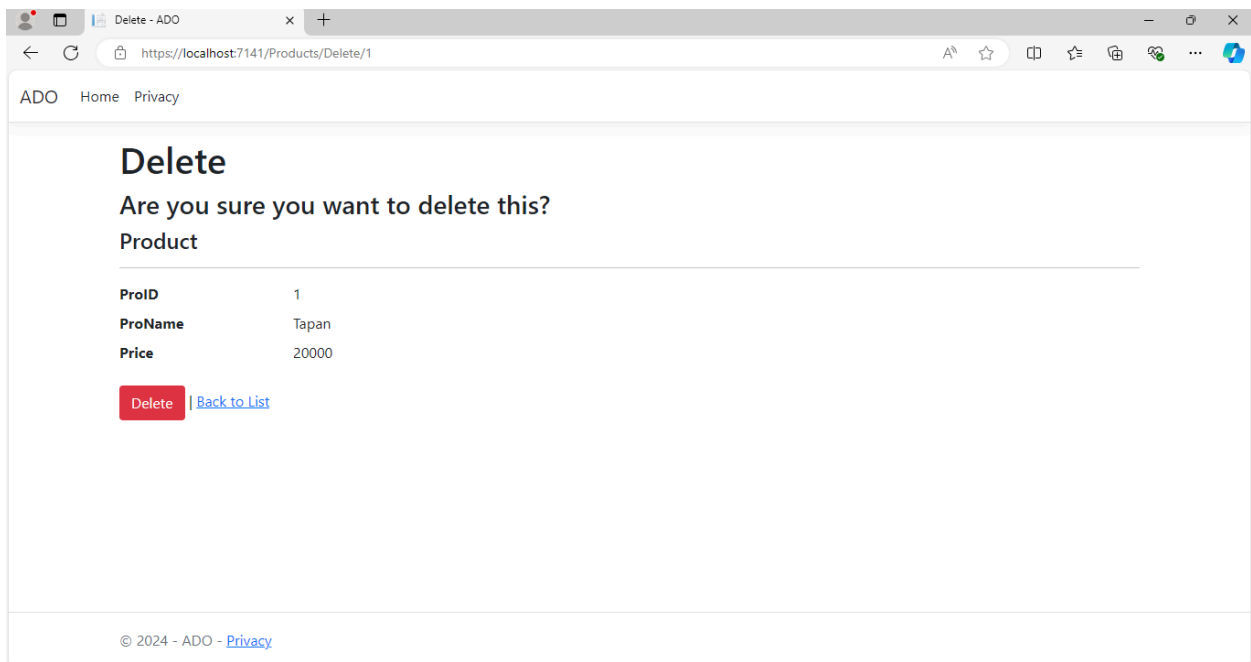 Delete - ADO
https://localhost:7141/Products/Delete/1
ADO Home Privacy
Delete
Are you sure you want to delete this?
Product
ProID 1
ProName Tapan
Price 20000
Delete | Back to List
© 2024 - ADO - Privacy